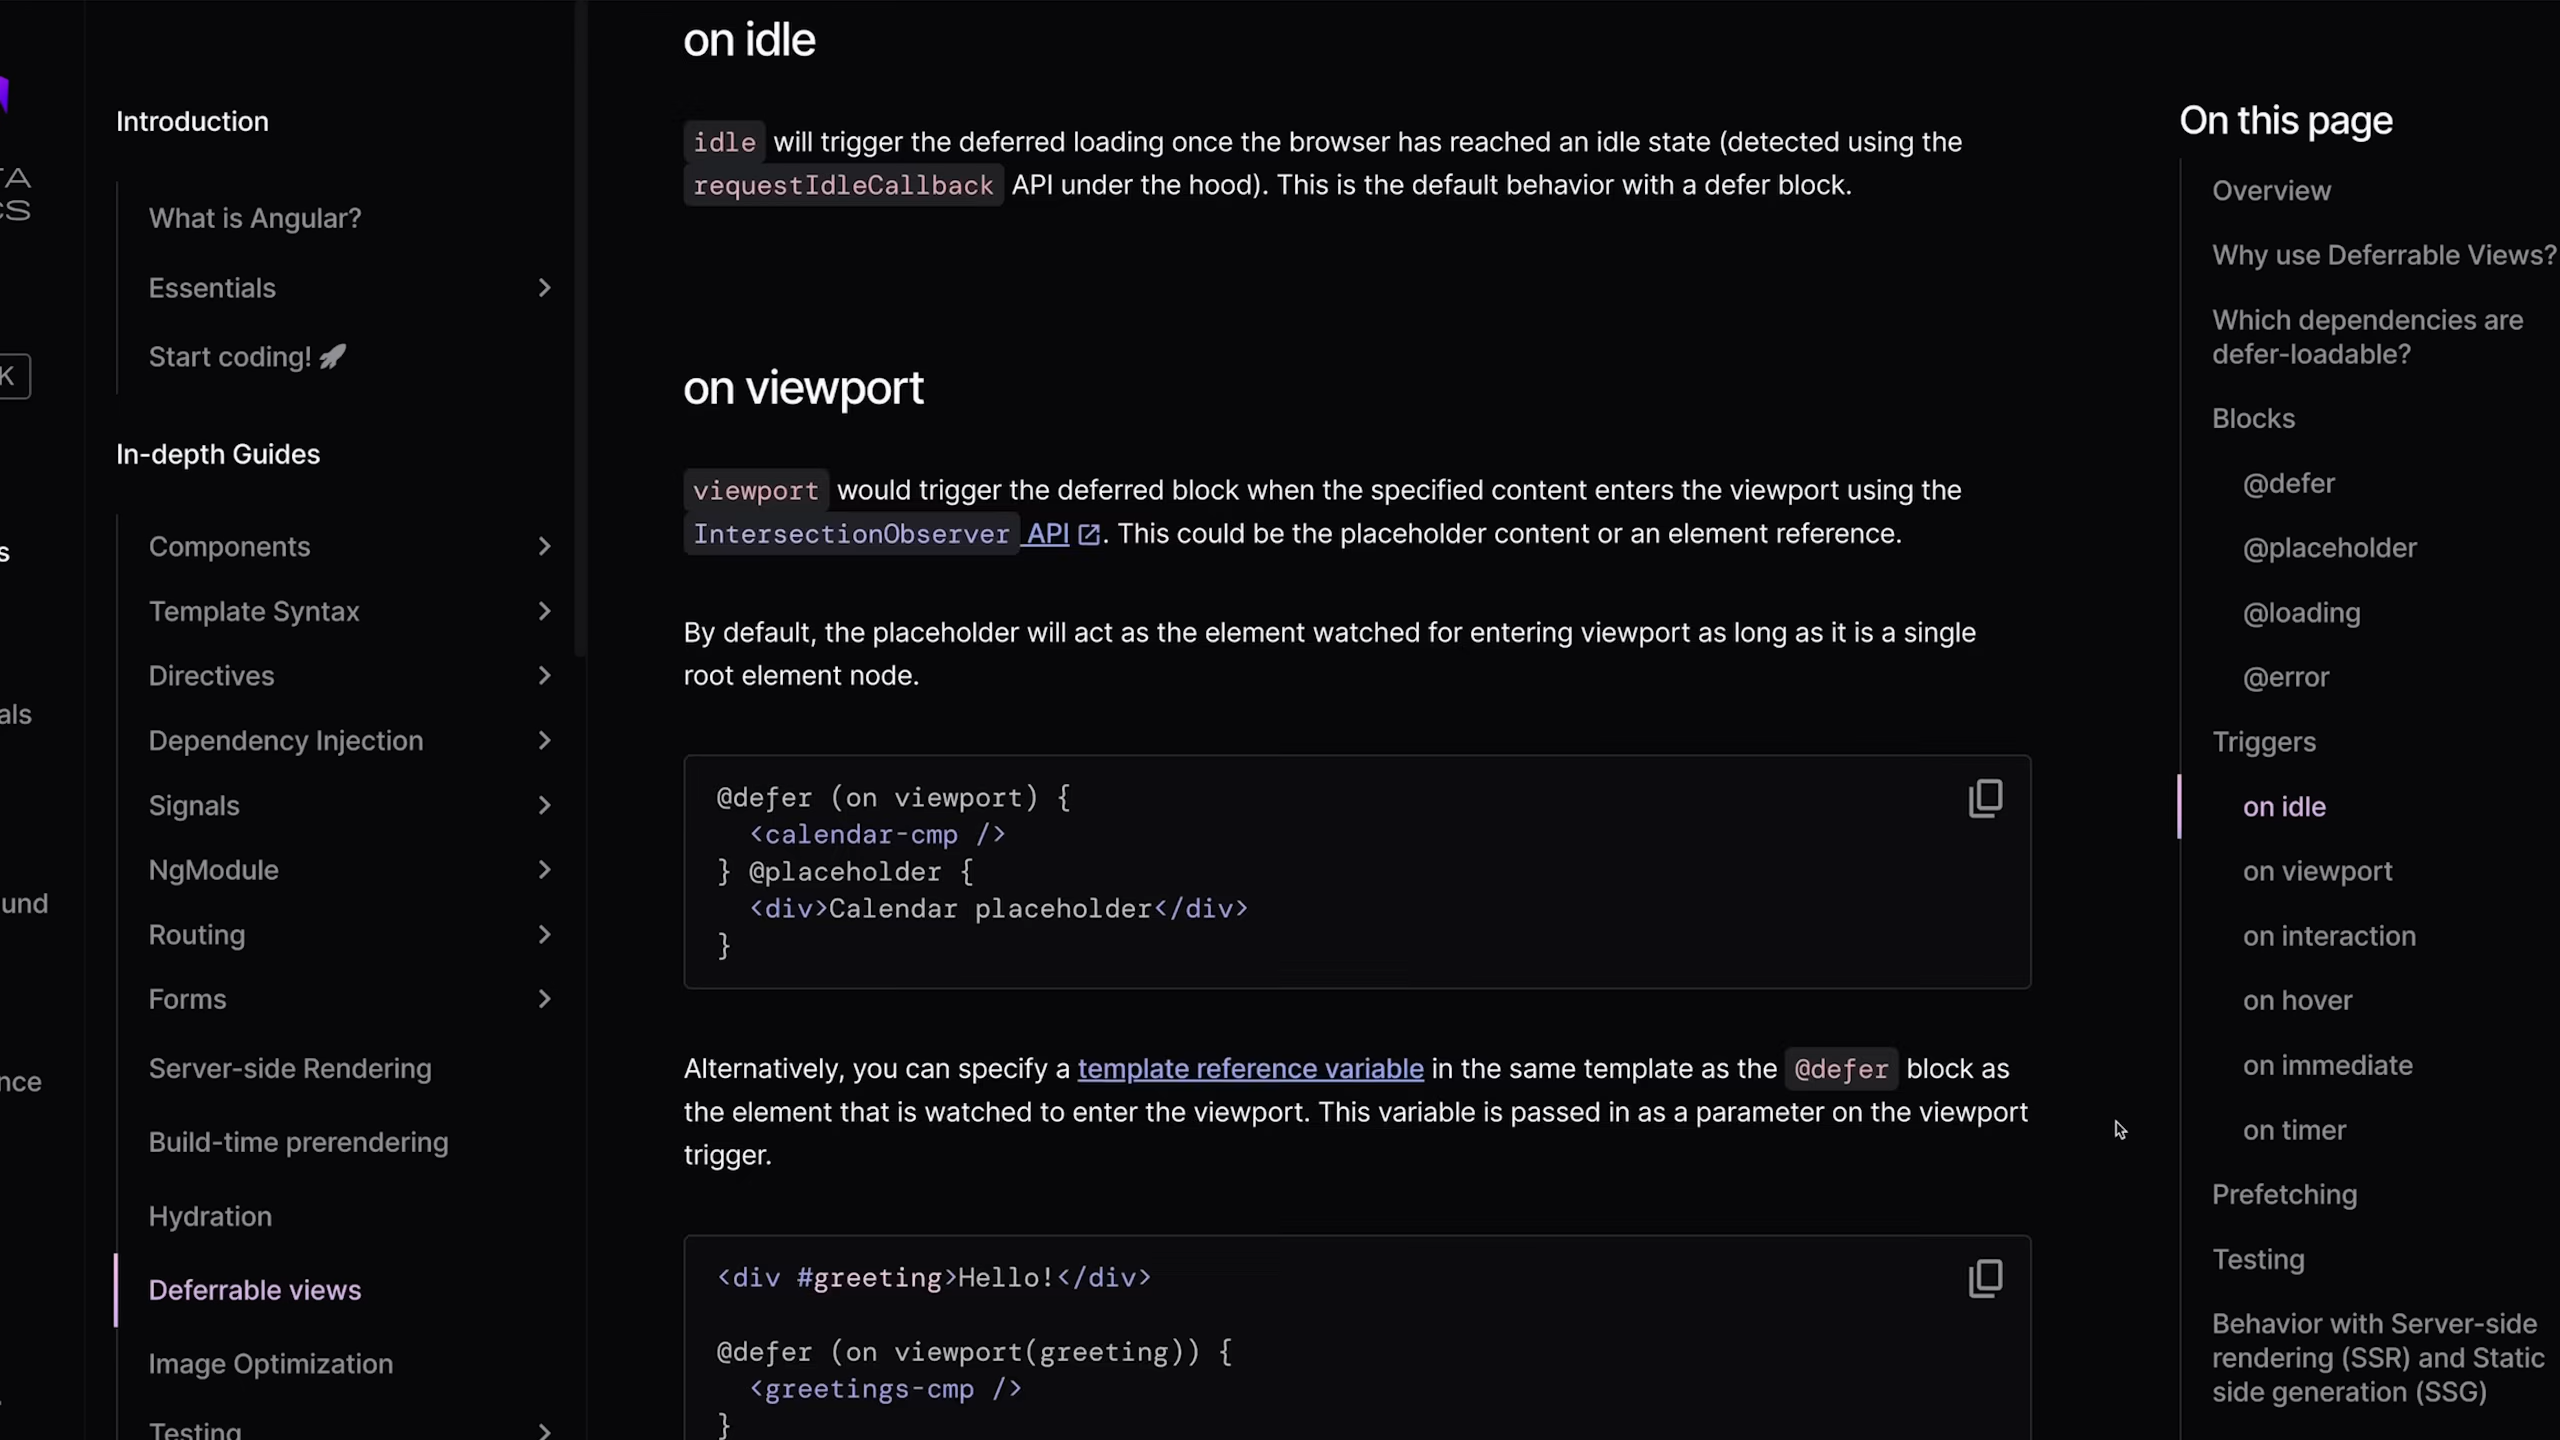 TA
CS
K
s
als
und
nce
Introduction
What is Angular?
Essentials
Start coding!
In-depth Guides
Components
Template Syntax
Directives
Dependency Injection
Signals
NgModule
Routing
Forms
Server-side Rendering
Build-time prerendering
Hydration
Deferrable views
Image Optimization
Testing
on idle
idle will trigger the deferred loading once the browser has reached an idle state (detected using the
requestIdleCallback API under the hood). This is the default behavior with a defer block.
on viewport
viewport would trigger the deferred block when the specified content enters the viewport using the
IntersectionObserver API. This could be the placeholder content or an element reference.
By default, the placeholder will act as the element watched for entering viewport as long as it is a single
root element node.
@defer (on viewport) {
<calendar-cmp />
} @placeholder {
<div>Calendar placeholder</div>
}
Alternatively, you can specify a template reference variable in the same template as the @defer block as
the element that is watched to enter the viewport. This variable is passed in as a parameter on the viewport
trigger.
<div #greeting>Hello!</div>
@defer (on viewport(greeting)) {
<greetings-cmp />
}
On this page
Overview
Why use Deferrable Views?
Which dependencies are
defer-loadable?
Blocks
@defer
@placeholder
@loading
@error
Triggers
on idle
on viewport
on interaction
on hover
on immediate
on timer
Prefetching
Testing
Behavior with Server-side
rendering (SSR) and Static
side generation (SSG)